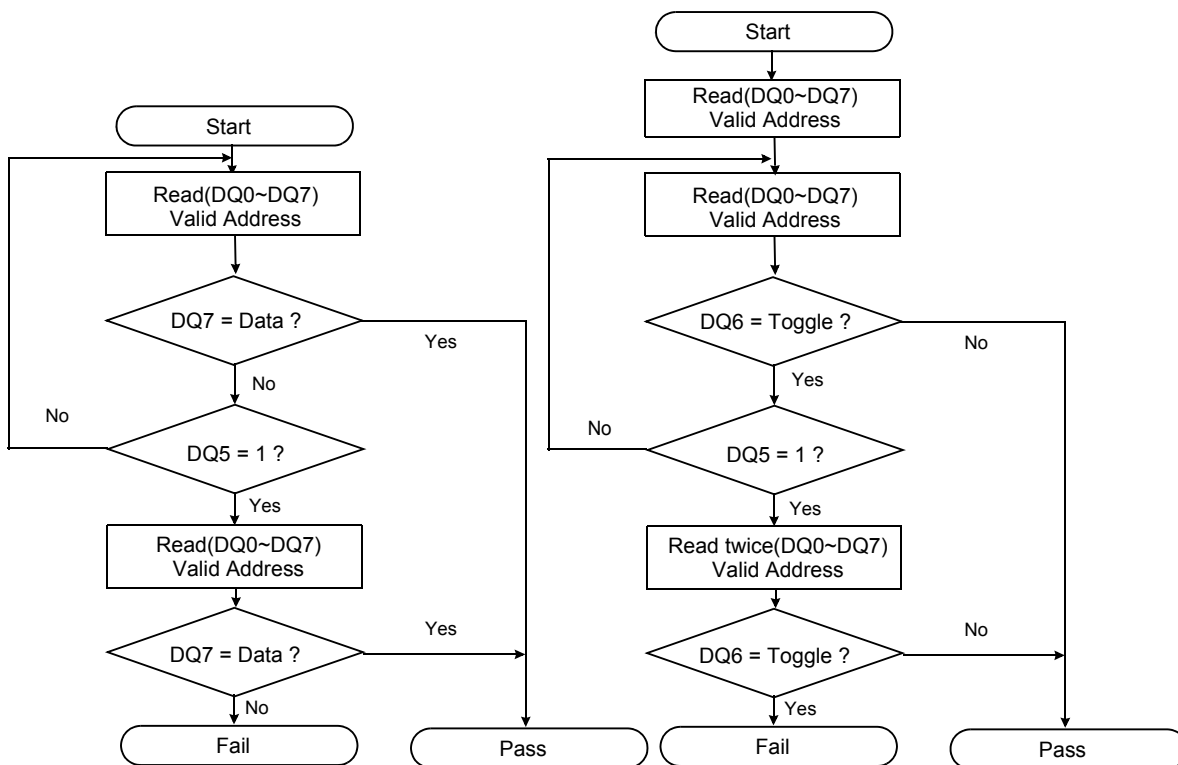 Start
Read(DQ0~DQ7)
Valid Address
DQ7 = Data ?
Yes
No
No
DQ5 = 1 ?
Yes
Read(DQ0~DQ7)
Valid Address
DQ7 = Data ?
Yes
No
Fail
Pass
Start
Read(DQ0~DQ7)
Valid Address
Read(DQ0~DQ7)
Valid Address
DQ6 = Toggle ?
No
Yes
No
DQ5 = 1 ?
Yes
Read twice(DQ0~DQ7)
Valid Address
DQ6 = Toggle ?
No
Yes
Fail
Pass